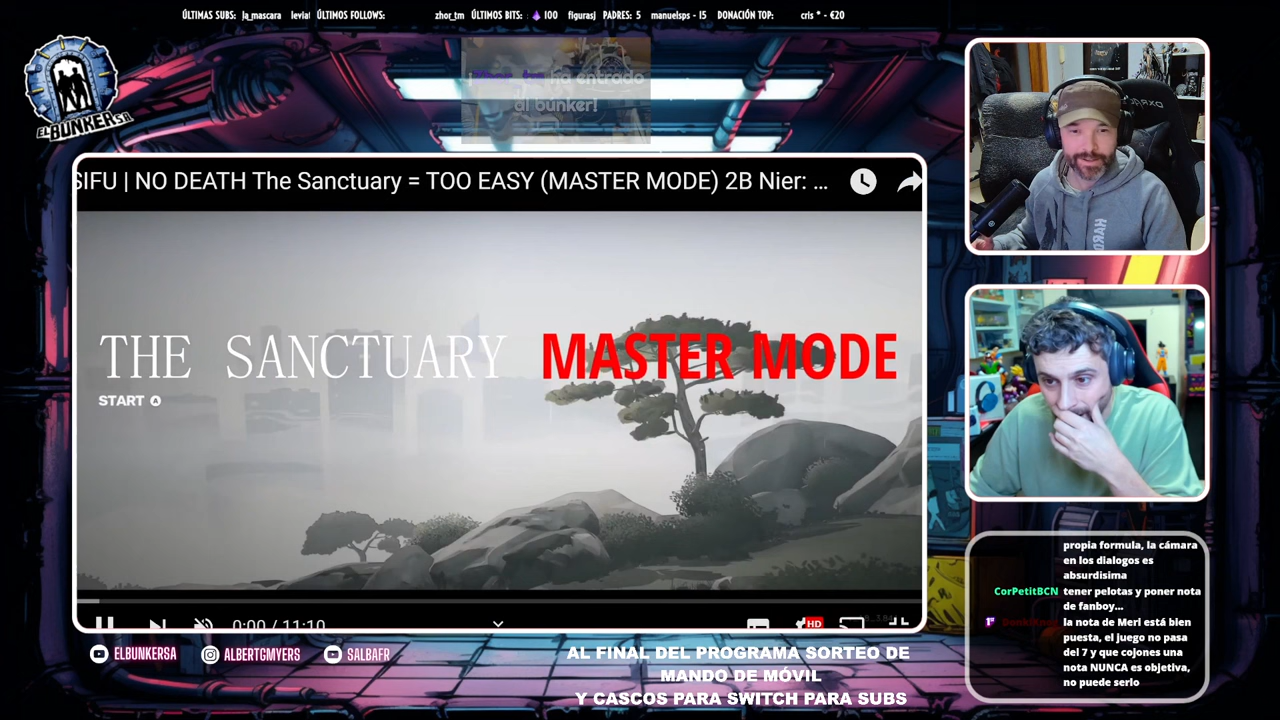 ÚLTIMAS SUBS: ja_mascara leviat ÚLTIMOS FOLLOWS: zhor_tm ÚLTIMOS BITS: 100 figurasj PADRES: 5 manuelsps - 15 DONACIÓN TOP: cris * - €20
ha entrado
al búnker!
EL BUNKER SR
SIFU | NO DEATH The Sanctuary = TOO EASY (MASTER MODE) 2B Nier: ...
THE SANCTUARY MASTER MODE
START A
0:00 / 11:10
HD
propia formula, la cámara
en los dialogos es
absurdisima
CorPetitBCN tener pelotas y poner nota
de fanboy...
la nota de Meri está bien
puesta, el juego no pasa
del 7 y que cojones una
nota NUNCA es objetiva,
no puede serlo
ELBUNKERSA ALBERTGMYERS SALBAFR
AL FINAL DEL PROGRAMA SORTEO DE
MANDO DE MÓVIL
Y CASCOS PARA SWITCH PARA SUBS